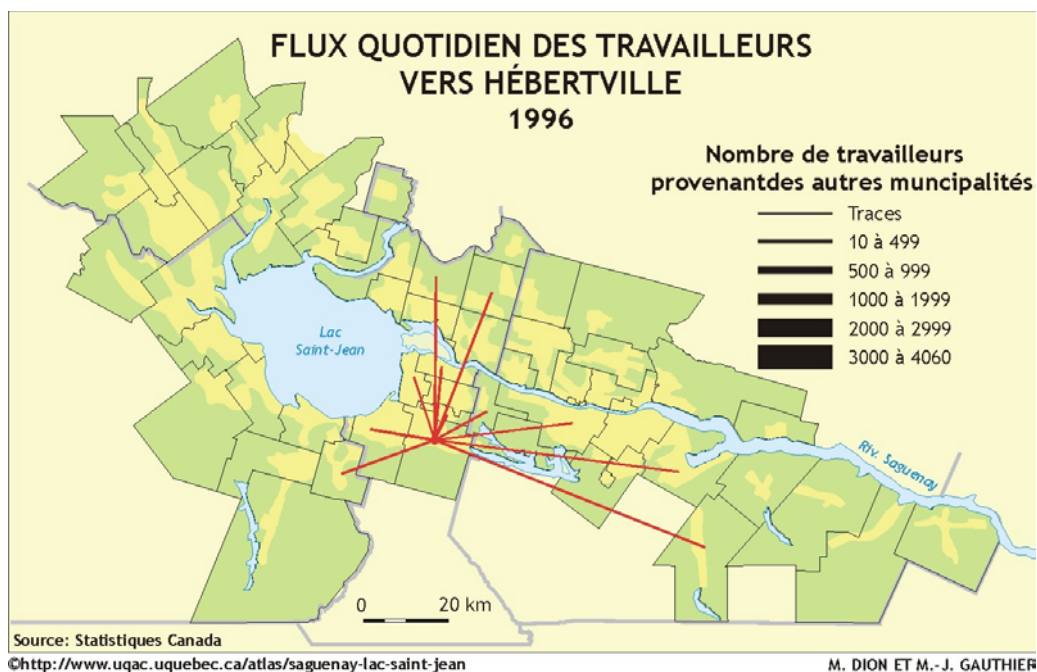 FLUX QUOTIDIEN DES TRAVAILLEURS
VERS HÉBERTVILLE
1996
Nombre de travailleurs
provenantdes autres muncipalités
Traces
10 à 499
500 à 999
1000 à 1999
2000 à 2999
3000 à 4060
Lac
Saint-Jean
Riv. Saguenay
0 20 km
Source: Statistiques Canada
©http://www.uqac.uquebec.ca/atlas/saguenay-lac-saint-jean
M. DION ET M.-J. GAUTHIER